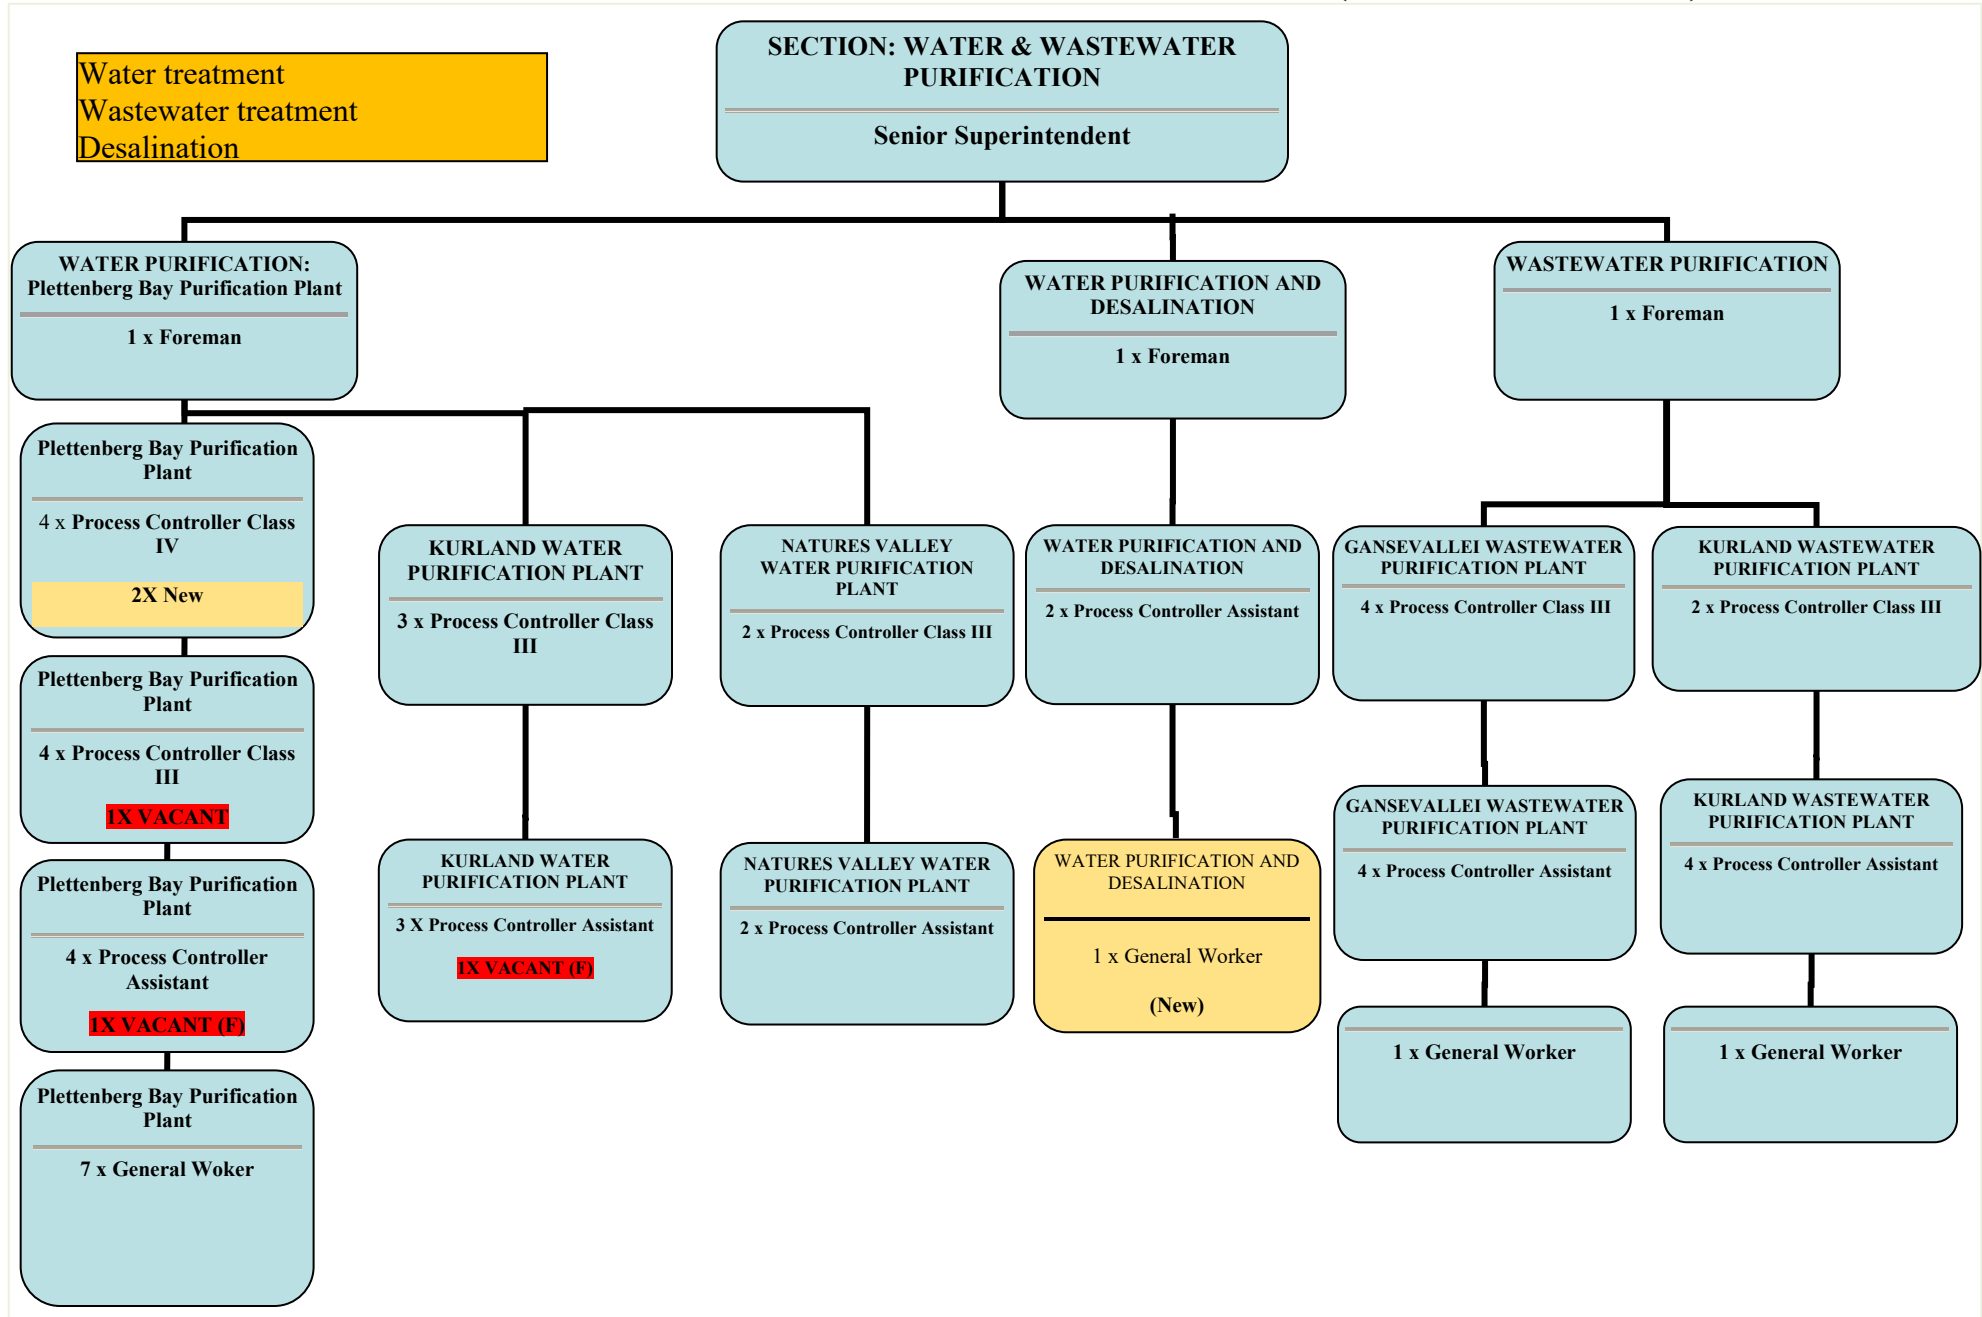 Water treatment
Wastewater treatment
Desalination
SECTION: WATER & WASTEWATER
PURIFICATION
Senior Superintendent
WATER PURIFICATION:
Plettenberg Bay Purification Plant
1 x Foreman
WATER PURIFICATION AND
DESALINATION
1 x Foreman
WASTEWATER PURIFICATION
1 x Foreman
Plettenberg Bay Purification
Plant
4 x Process Controller Class
IV
2X New
Plettenberg Bay Purification
Plant
4 x Process Controller Class
III
1X VACANT
Plettenberg Bay Purification
Plant
4 x Process Controller
Assistant
1X VACANT (F)
Plettenberg Bay Purification
Plant
7 x General Woker
KURLAND WATER
PURIFICATION PLANT
3 x Process Controller Class
III
KURLAND WATER
PURIFICATION PLANT
3 X Process Controller Assistant
1X VACANT (F)
NATURES VALLEY
WATER PURIFICATION
PLANT
2 x Process Controller Class III
NATURES VALLEY WATER
PURIFICATION PLANT
2 x Process Controller Assistant
WATER PURIFICATION AND
DESALINATION
2 x Process Controller Assistant
WATER PURIFICATION AND
DESALINATION
1 x General Worker
(New)
GANSEVALLEI WASTEWATER
PURIFICATION PLANT
4 x Process Controller Class III
GANSEVALLEI WASTEWATER
PURIFICATION PLANT
4 x Process Controller Assistant
1 x General Worker
KURLAND WASTEWATER
PURIFICATION PLANT
2 x Process Controller Class III
KURLAND WASTEWATER
PURIFICATION PLANT
4 x Process Controller Assistant
1 x General Worker